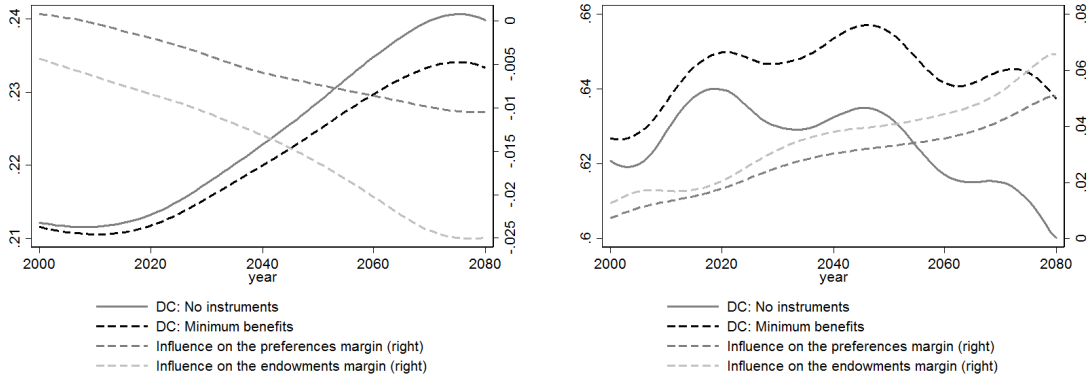 .24
.23
.22
.21
0
-.005
-.01
-.015
-.02
-.025
2000
2020
2040
2060
2080
year
DC: No instruments
DC: Minimum benefits
Influence on the preferences margin (right)
Influence on the endowments margin (right)
.66
.64
.62
.6
.08
.06
.04
.02
0
2000
2020
2040
2060
2080
year
DC: No instruments
DC: Minimum benefits
Influence on the preferences margin (right)
Influence on the endowments margin (right)